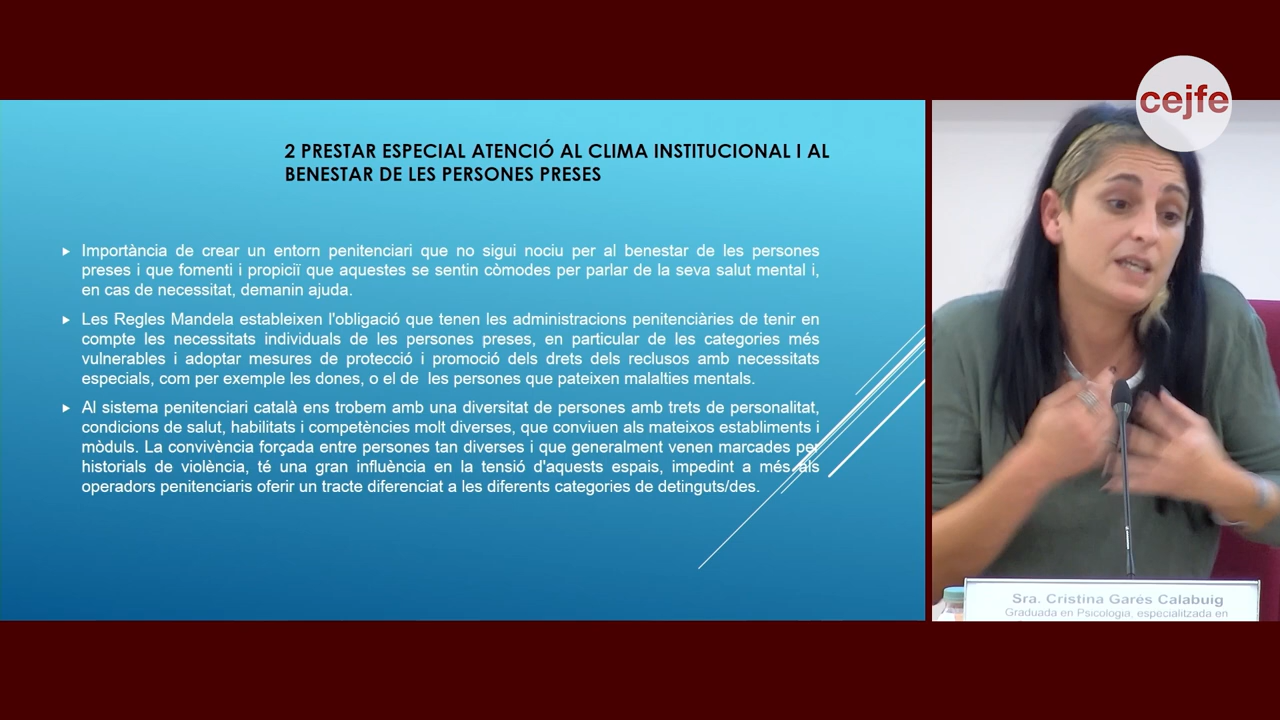 cejfe
2 PRESTAR ESPECIAL ATENCIÓ AL CLIMA INSTITUCIONAL I AL
BENESTAR DE LES PERSONES PRESES
Importància de crear un entorn penitenciari que no sigui nociu per al benestar de les persones
preses i que fomenti i propiciï que aquestes se sentin còmodes per parlar de la seva salut mental i,
en cas de necessitat, demanin ajuda.
Les Regles Mandela estableixen l'obligació que tenen les administracions penitenciàries de tenir en
compte les necessitats individuals de les persones preses, en particular de les categories més
vulnerables i adoptar mesures de protecció i promoció dels drets dels reclusos amb necessitats
especials, com per exemple les dones, o el de les persones que pateixen malalties mentals.
Al sistema penitenciari català ens trobem amb una diversitat de persones amb trets de personalitat,
condicions de salut, habilitats i competències molt diverses, que conviuen als mateixos establiments i
mòduls. La convivència forçada entre persones tan diverses i que generalment venen marcades per
historials de violència, té una gran influència en la tensió d'aquests espais, impedint a més als
operadors penitenciaris oferir un tracte diferenciat a les diferents categories de detinguts/des.
Sra. Cristina Garés Calabuig
Graduada en Psicologia, especialitzada en